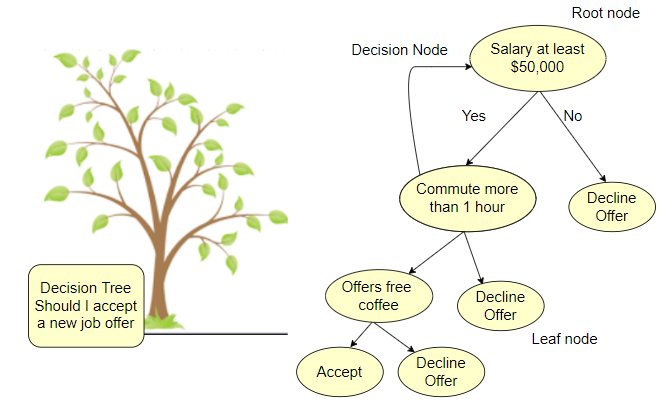 Root node
Decision Node
Salary at least
$50,000
Yes
No
Commute more
than 1 hour
Decline
Offer
Decision Tree
Should I accept
a new job offer
Offers free
coffee
Decline
Offer
Leaf node
Accept
Decline
Offer